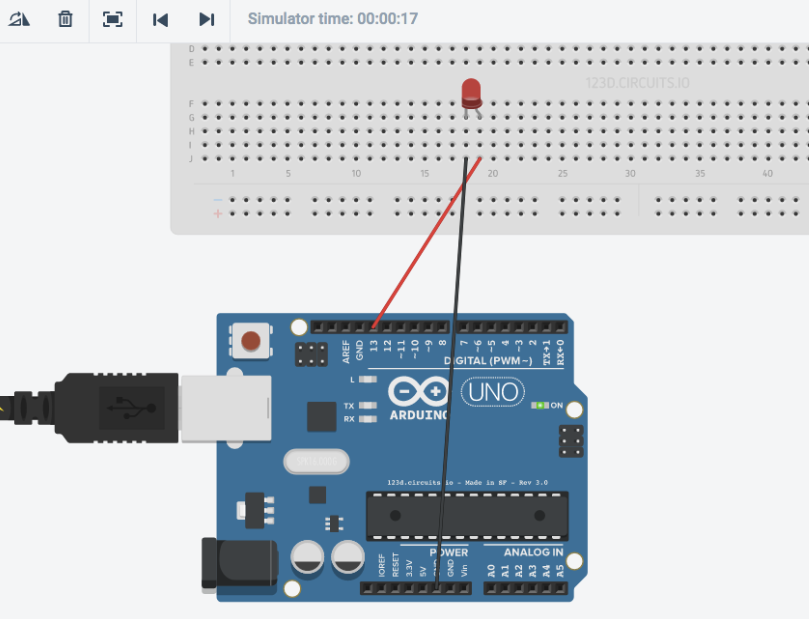 Simulator time: 00:00:17
D
E
123D.CIRCUITS.IO
F
G
H
I
J
1 5 10 15 20 25 30 35 40
−
+
AREF
GND
13
12
~11
~10
~9
8
7
~6
~5
4
~3
2
TX→1
RX←0
DIGITAL (PWM~)
L
TX
RX
ARDUINO
UNO
ON
123d.circuits.io - Made in SF - Rev 3.0
POWER
ANALOG IN
IOREF
RESET
3.3V
5V
GND
Vin
A0
A1
A2
A3
A4
A5